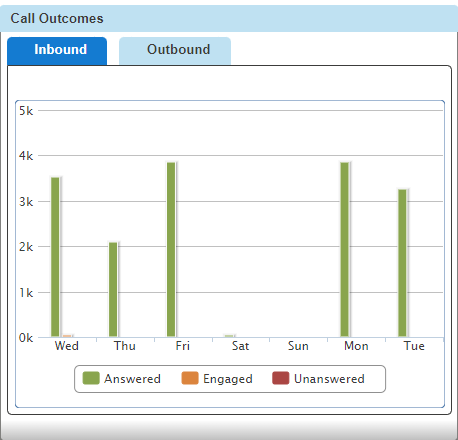 Call Outcomes
Inbound Outbound
5k
4k
3k
2k
1k
0k
Wed Thu Fri Sat Sun Mon Tue
Answered Engaged Unanswered